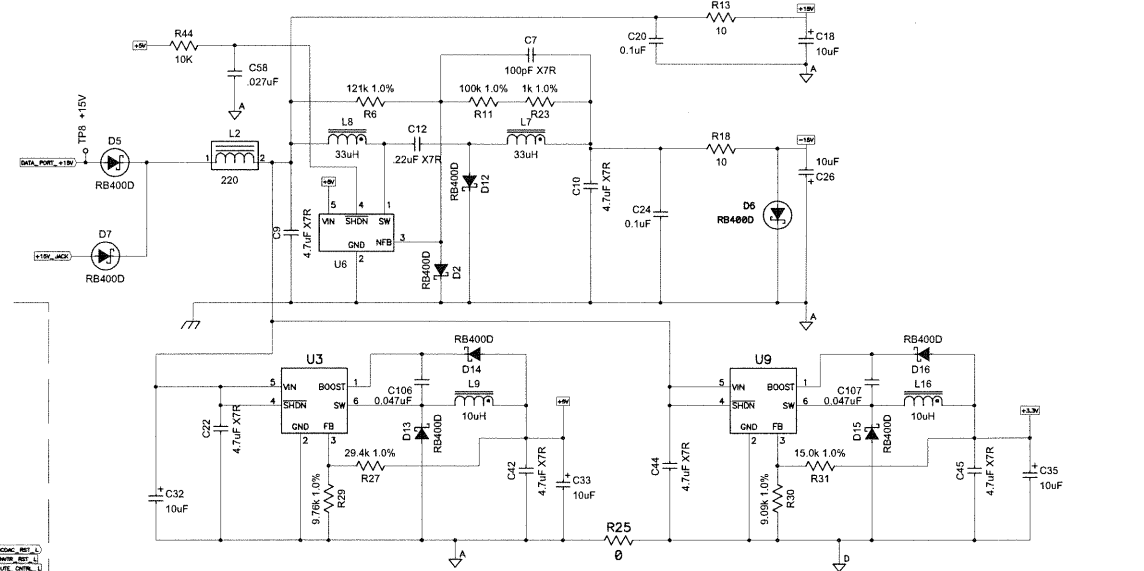 R13
+15V
10
C20
0.1uF
C18
10uF
A
R44
+5V
10K
C58
.027uF
A
C7
100pF X7R
121k 1.0%
R6
100k 1.0%
R11
1k 1.0%
R23
TP8 +15V
D5
DATA_PORT_+15V
RB400D
L2
1
2
220
L8
33uH
C12
.22uF X7R
L7
33uH
R18
10
-15V
10uF
C26
RB400D
D12
C10
4.7uF X7R
C24
0.1uF
D6
RB400D
+5V
5
4
1
VIN
SHDN
SW
GND
NFB
3
2
U6
C9
4.7uF X7R
RB400D
D2
D7
+15V_JACK
RB400D
A
U3
5
VIN
BOOST
1
4
SHDN
SW
6
GND
FB
2
3
RB400D
D14
C106
0.047uF
L9
10uH
+5V
C22
4.7uF X7R
D13
RB400D
29.4k 1.0%
R27
9.76k 1.0%
R29
C42
4.7uF X7R
C33
10uF
C32
10uF
A
R25
0
U9
5
VIN
BOOST
1
4
SHDN
SW
6
GND
FB
2
3
RB400D
D16
C107
0.047uF
L16
10uH
+3.3V
C44
4.7uF X7R
D15
RB400D
15.0k 1.0%
R31
9.09k 1.0%
R30
C45
4.7uF X7R
C35
10uF
D
CDAC_RST_L
RST_L
UTE_CNTRL_L